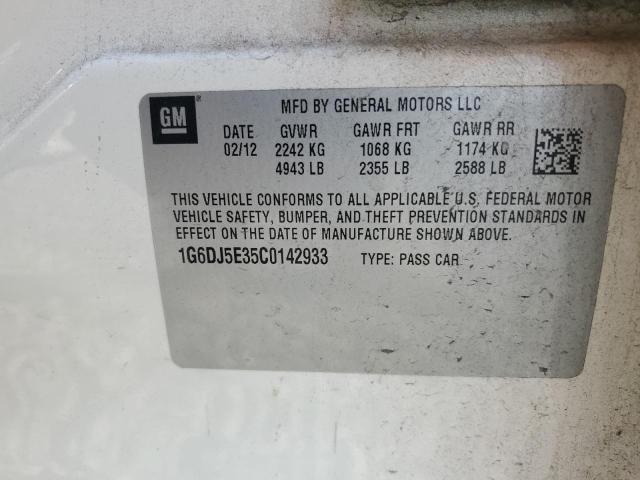 GM
MFD BY GENERAL MOTORS LLC
DATE GVWR GAWR FRT GAWR RR
02/12 2242 KG 1068 KG 1174 KG
4943 LB 2355 LB 2588 LB
THIS VEHICLE CONFORMS TO ALL APPLICABLE U.S. FEDERAL MOTOR
VEHICLE SAFETY, BUMPER, AND THEFT PREVENTION STANDARDS IN
EFFECT ON THE DATE OF MANUFACTURE SHOWN ABOVE.
1G6DJ5E35C0142933 TYPE: PASS CAR